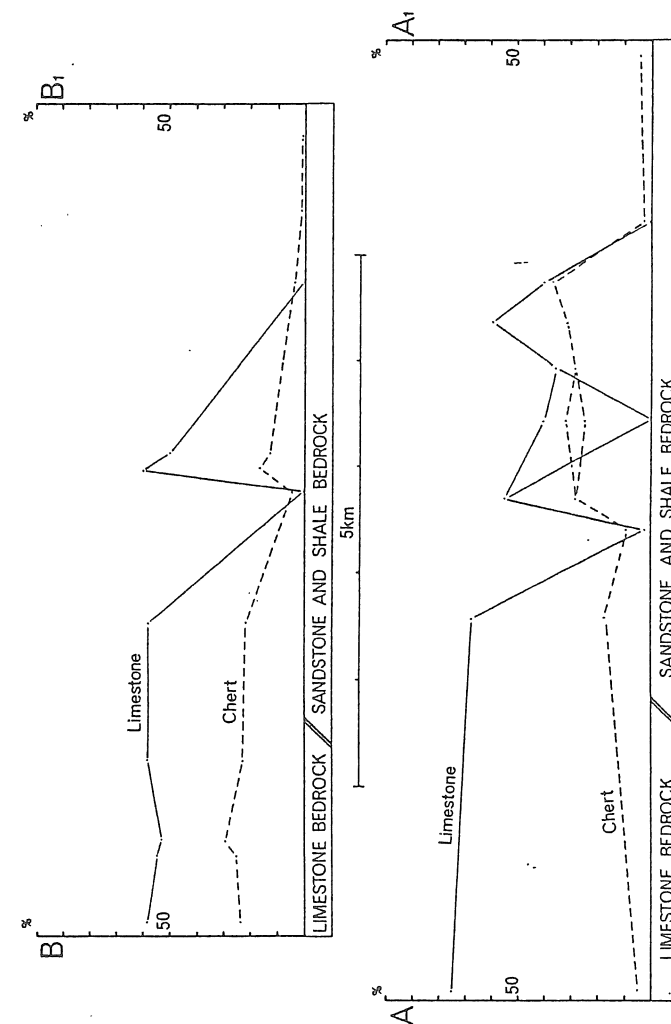 B
B1
%
%
50
50
Limestone
Chert
LIMESTONE BEDROCK
SANDSTONE AND SHALE BEDROCK
5km
A
A1
%
%
50
50
Limestone
Chert
LIMESTONE BEDROCK
SANDSTONE AND SHALE BEDROCK